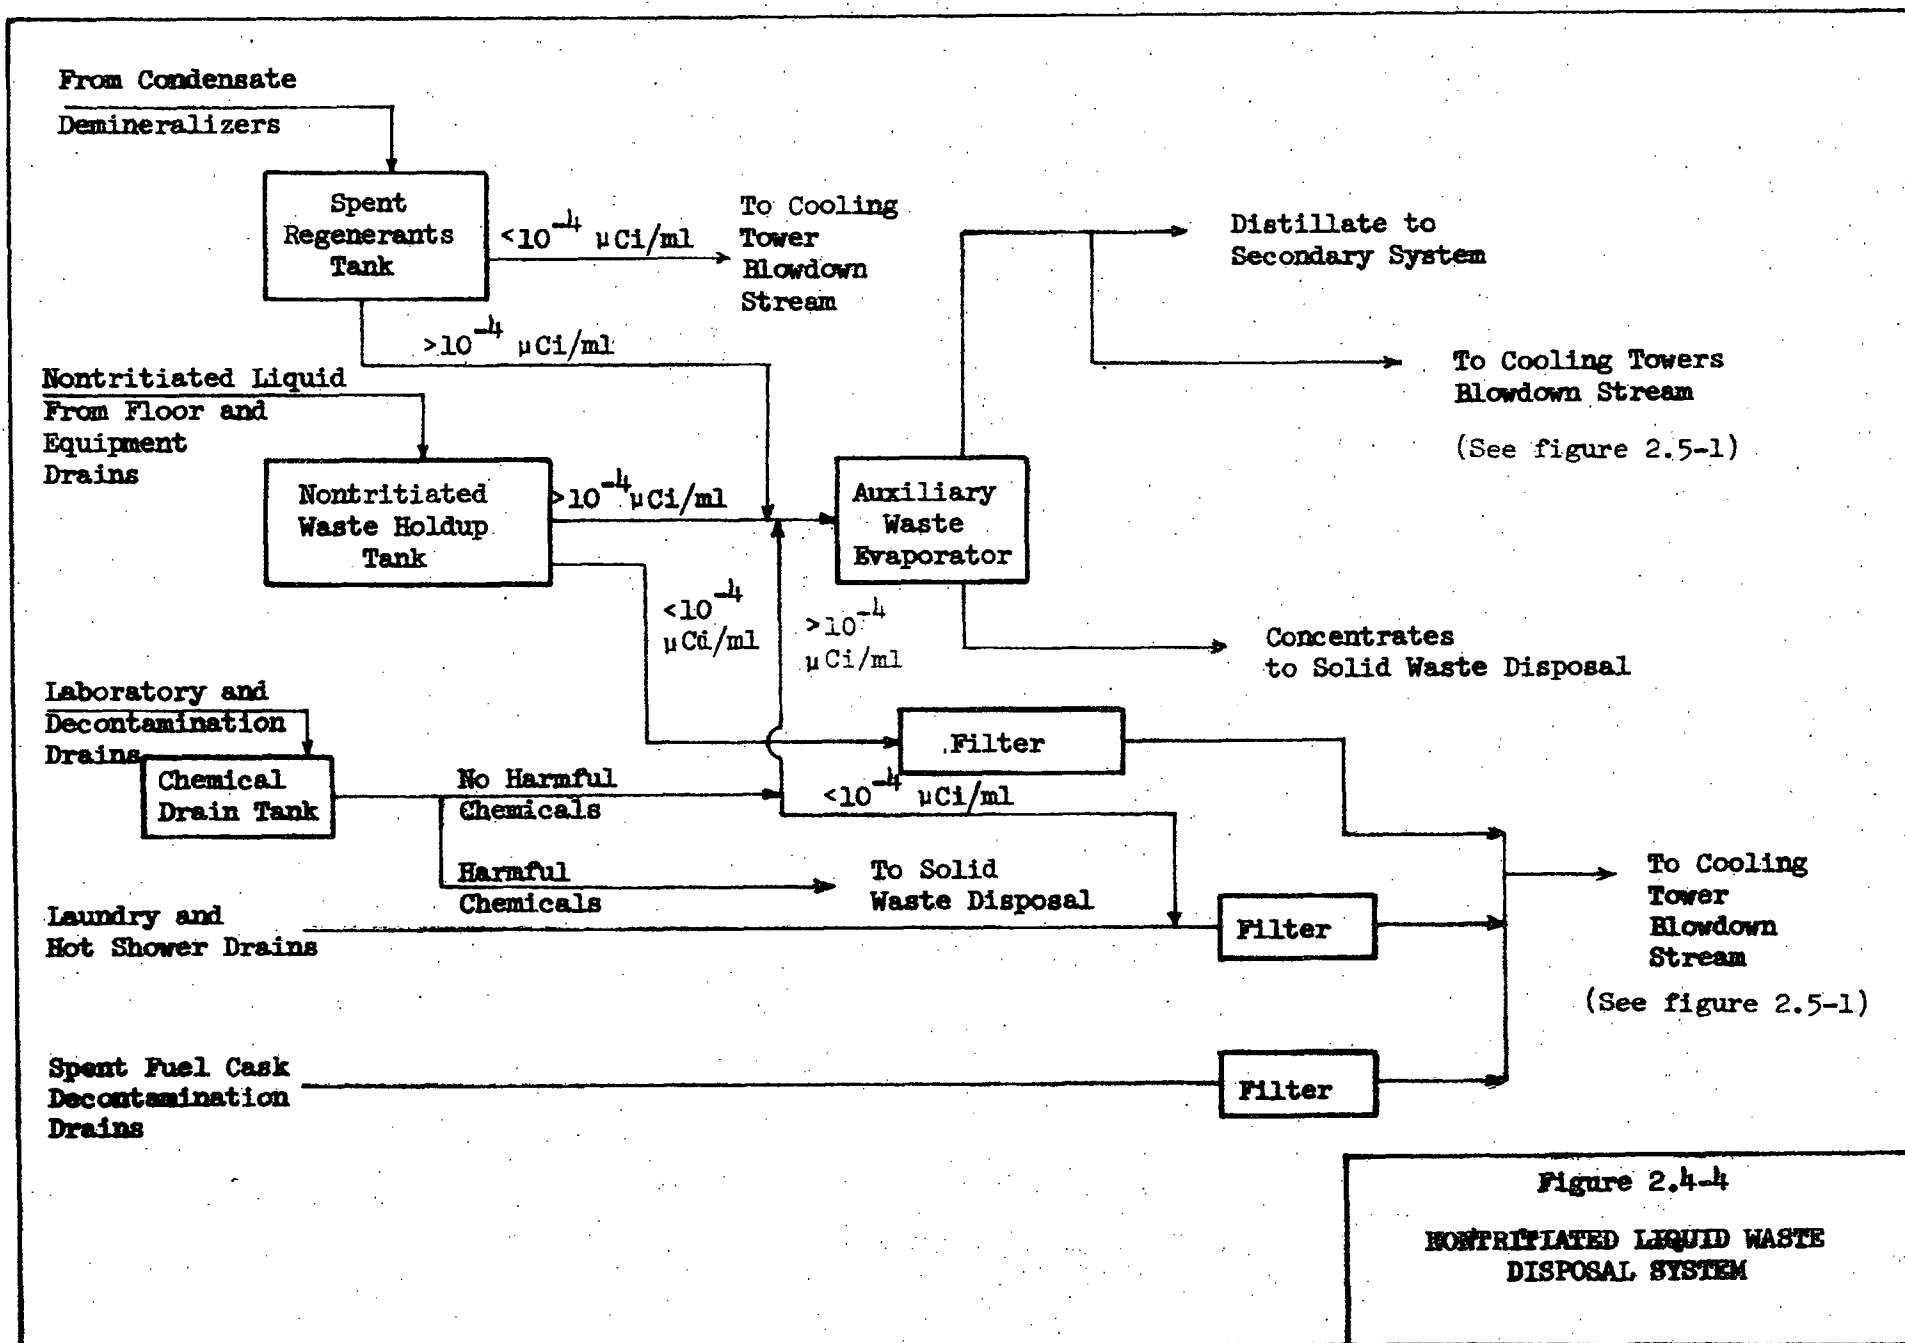 From Condensate
Demineralizers
Spent
Regenerants
Tank
<10⁻⁴ µCi/ml
To Cooling
Tower
Blowdown
Stream
>10⁻⁴ µCi/ml
Distillate to
Secondary System
To Cooling Towers
Blowdown Stream
(See figure 2.5-1)
Nontritiated Liquid
From Floor and
Equipment
Drains
Nontritiated
Waste Holdup
Tank
>10⁻⁴ µCi/ml
<10⁻⁴
µCi/ml
>10⁻⁴
µCi/ml
Auxiliary
Waste
Evaporator
Concentrates
to Solid Waste Disposal
Laboratory and
Decontamination
Drains
Chemical
Drain Tank
No Harmful
Chemicals
Harmful
Chemicals
To Solid
Waste Disposal
Filter
<10⁻⁴ µCi/ml
Laundry and
Hot Shower Drains
Filter
To Cooling
Tower
Blowdown
Stream
(See figure 2.5-1)
Spent Fuel Cask
Decontamination
Drains
Filter
Figure 2.4-4
NONTRITIATED LIQUID WASTE
DISPOSAL SYSTEM